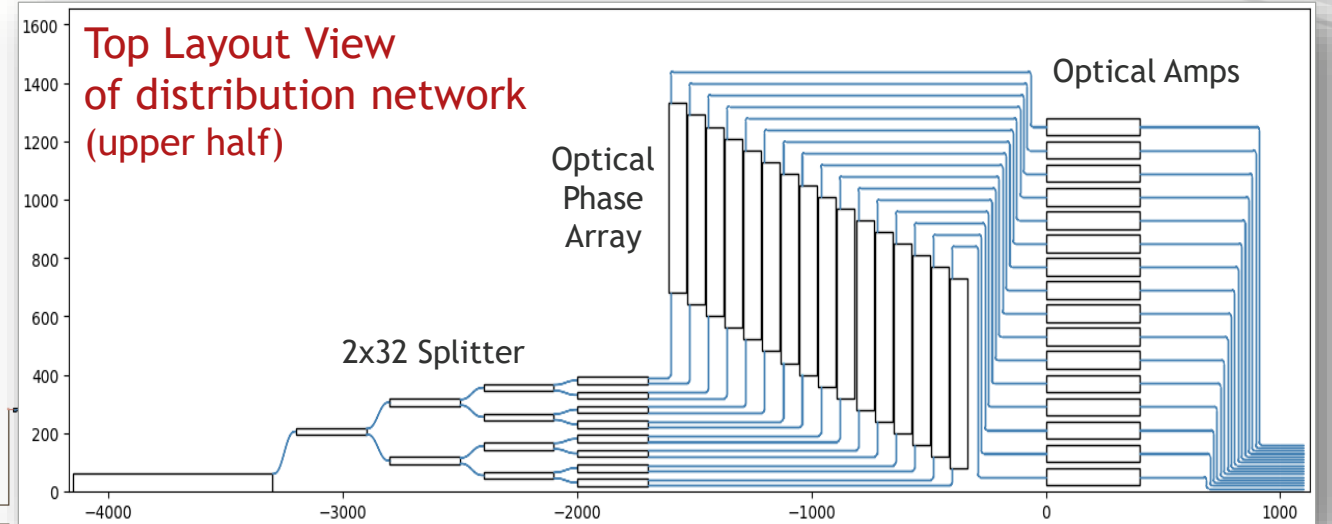 Top Layout View
of distribution network
(upper half)
Optical Amps
Optical
Phase
Array
2x32 Splitter
1600
1400
1200
1000
800
600
400
200
0
−4000 −3000 −2000 −1000 0 1000